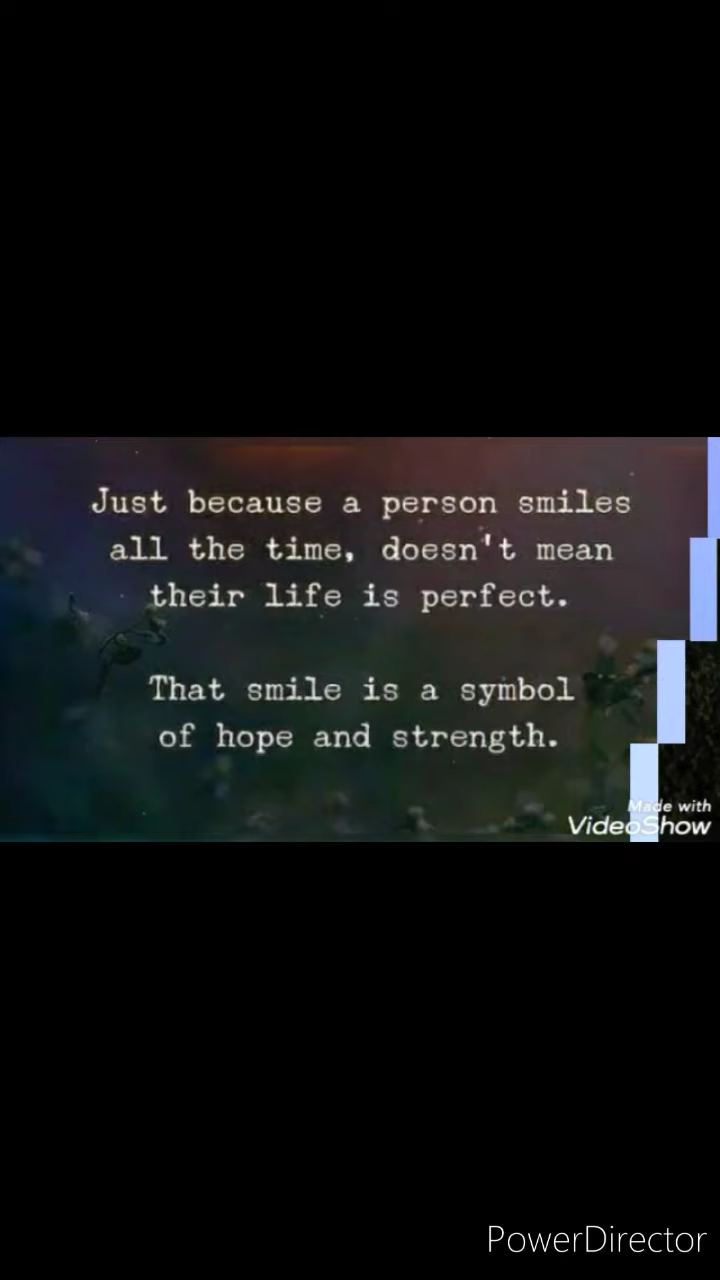 Just because a person smiles
all the time, doesn't mean
their life is perfect.
That smile is a symbol
of hope and strength.
Made with
VideoShow
PowerDirector